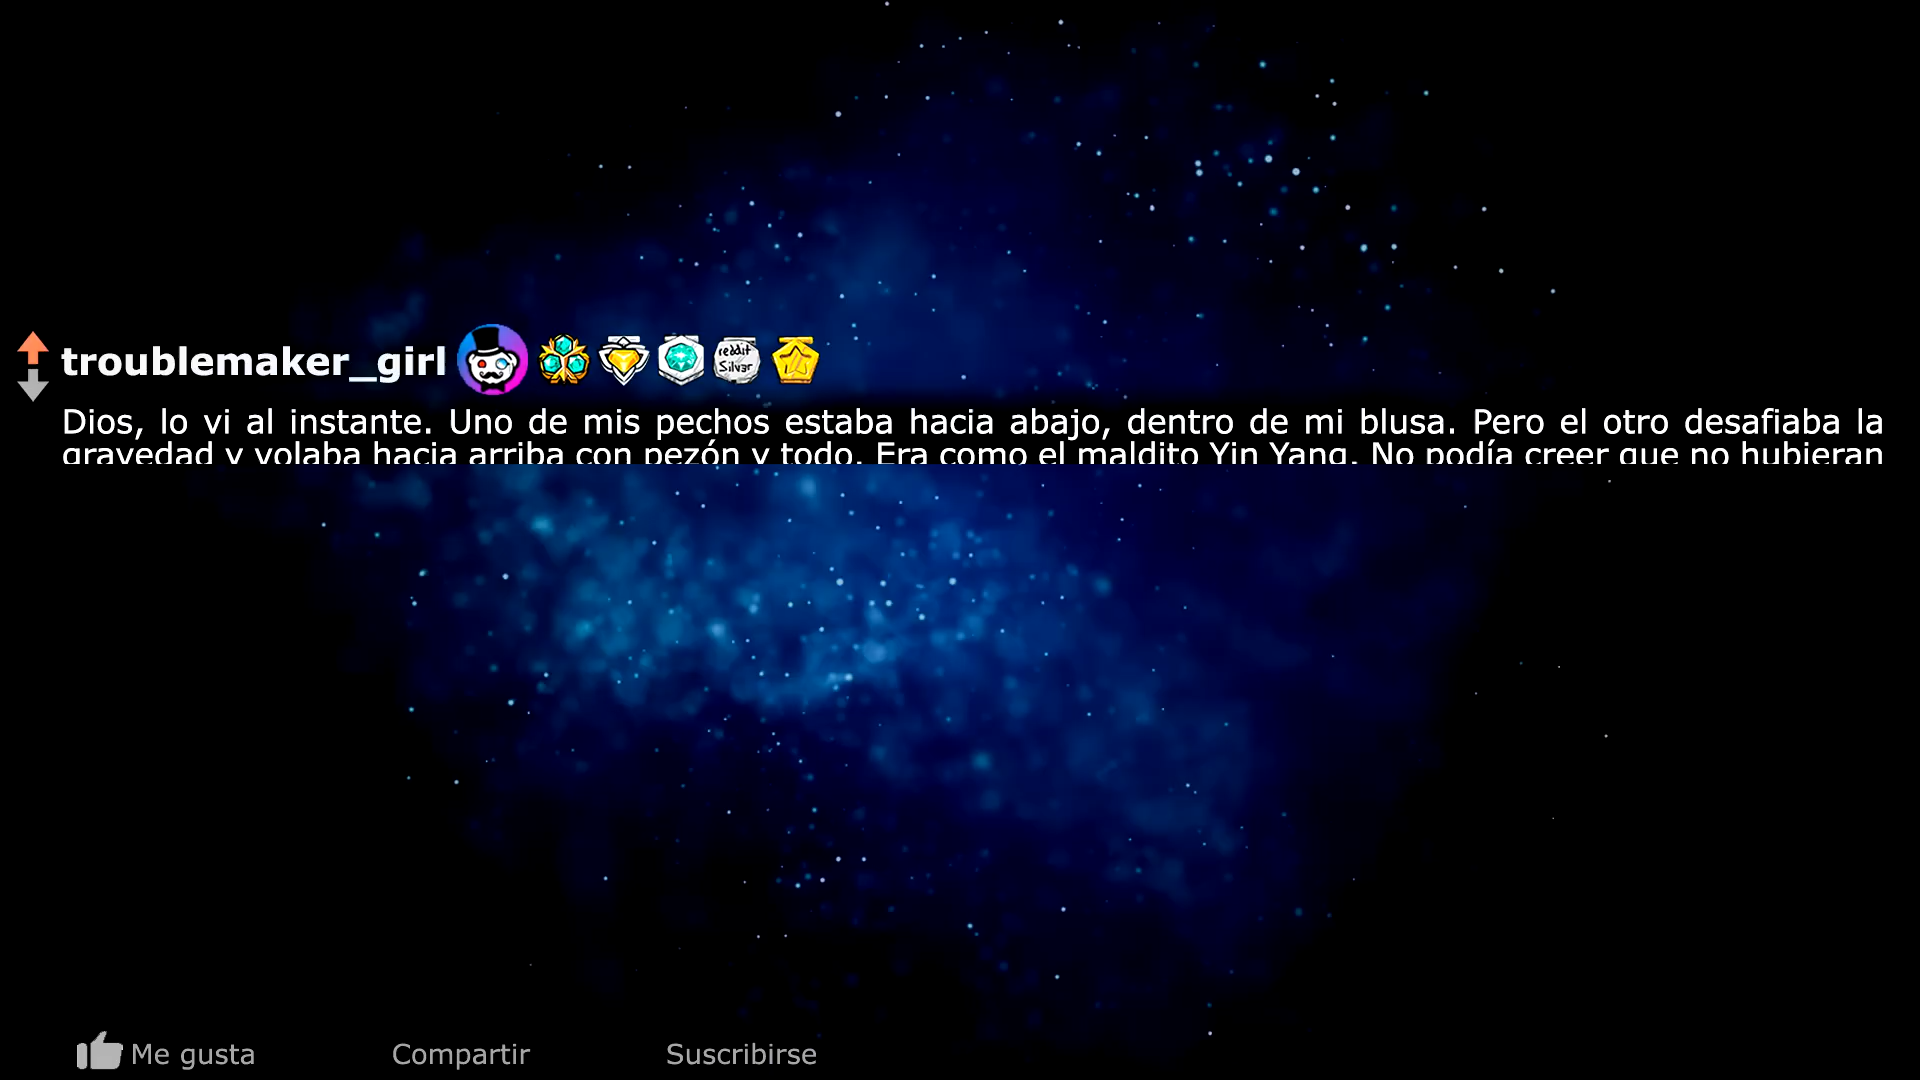 troublemaker_girl
reddit
Silver
Dios, lo vi al instante. Uno de mis pechos estaba hacia abajo, dentro de mi blusa. Pero el otro desafiaba la
gravedad y volaba hacia arriba con pezón y todo. Era como el maldito Yin Yang. No podía creer que no hubieran
Me gusta
Compartir
Suscribirse